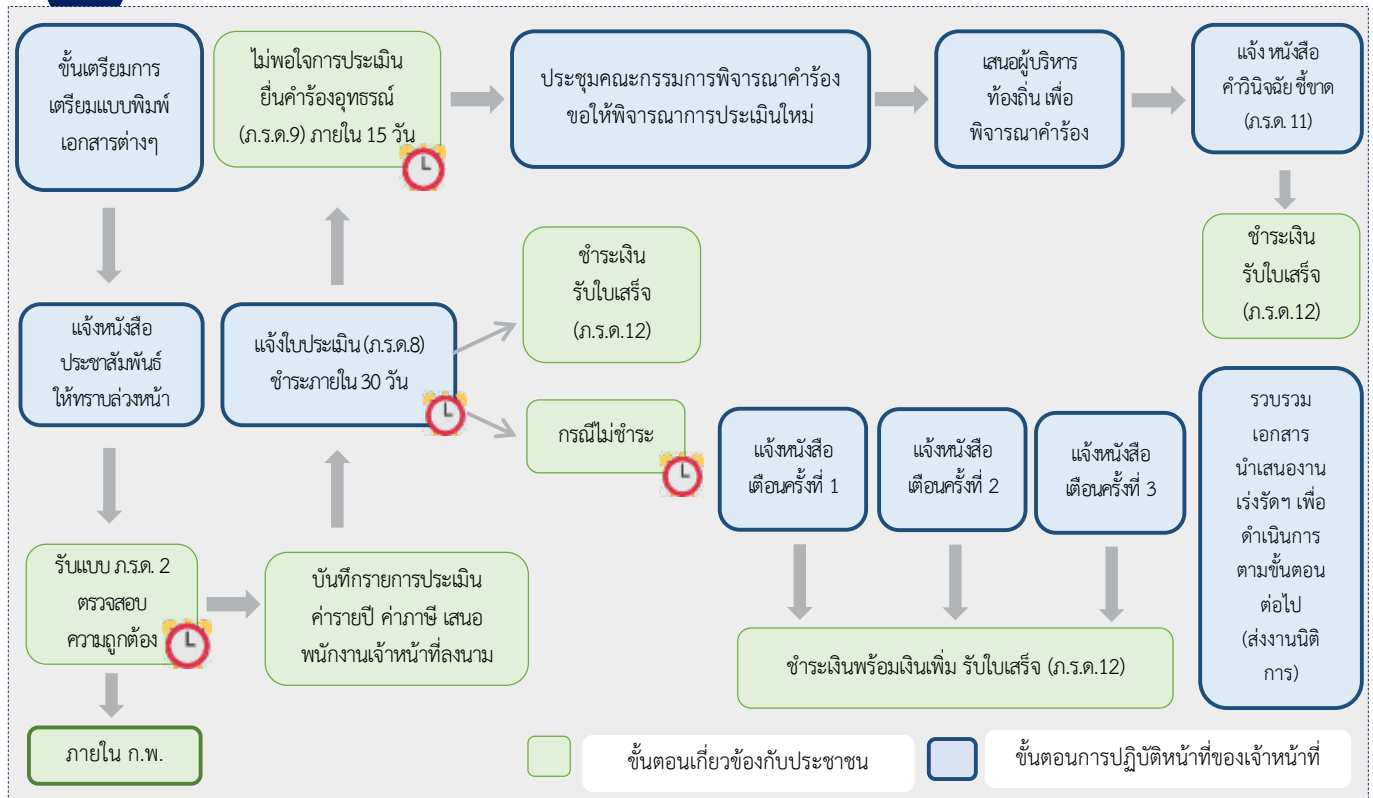 ขั้นเตรียมการ
เตรียมแบบพิมพ์
เอกสารต่างๆ
ไม่พอใจการประเมิน
ยื่นคำร้องอุทธรณ์
(ภ.ร.ด.9) ภายใน 15 วัน
ประชุมคณะกรรมการพิจารณาคำร้อง
ขอให้พิจารณาการประเมินใหม่
เสนอผู้บริหาร
ท้องถิ่น เพื่อ
พิจารณาคำร้อง
แจ้ง หนังสือ
คำวินิจฉัย ชี้ขาด
(ภ.ร.ด. 11)
ชำระเงิน
รับใบเสร็จ
(ภ.ร.ด.12)
แจ้งหนังสือ
ประชาสัมพันธ์
ให้ทราบล่วงหน้า
แจ้งใบประเมิน (ภ.ร.ด.8)
ชำระภายใน 30 วัน
ชำระเงิน
รับใบเสร็จ
(ภ.ร.ด.12)
กรณีไม่ชำระ
แจ้งหนังสือ
เตือนครั้งที่ 1
แจ้งหนังสือ
เตือนครั้งที่ 2
แจ้งหนังสือ
เตือนครั้งที่ 3
รวบรวม
เอกสาร
นำเสนองาน
เร่งรัดฯ เพื่อ
ดำเนินการ
ตามขั้นตอน
ต่อไป
(ส่งงานนิติ
การ)
รับแบบ ภ.ร.ด. 2
ตรวจสอบ
ความถูกต้อง
บันทึกรายการประเมิน
ค่ารายปี ค่าภาษี เสนอ
พนักงานเจ้าหน้าที่ลงนาม
ชำระเงินพร้อมเงินเพิ่ม รับใบเสร็จ (ภ.ร.ด.12)
ภายใน ก.พ.
ขั้นตอนเกี่ยวข้องกับประชาชน
ขั้นตอนการปฏิบัติหน้าที่ของเจ้าหน้าที่